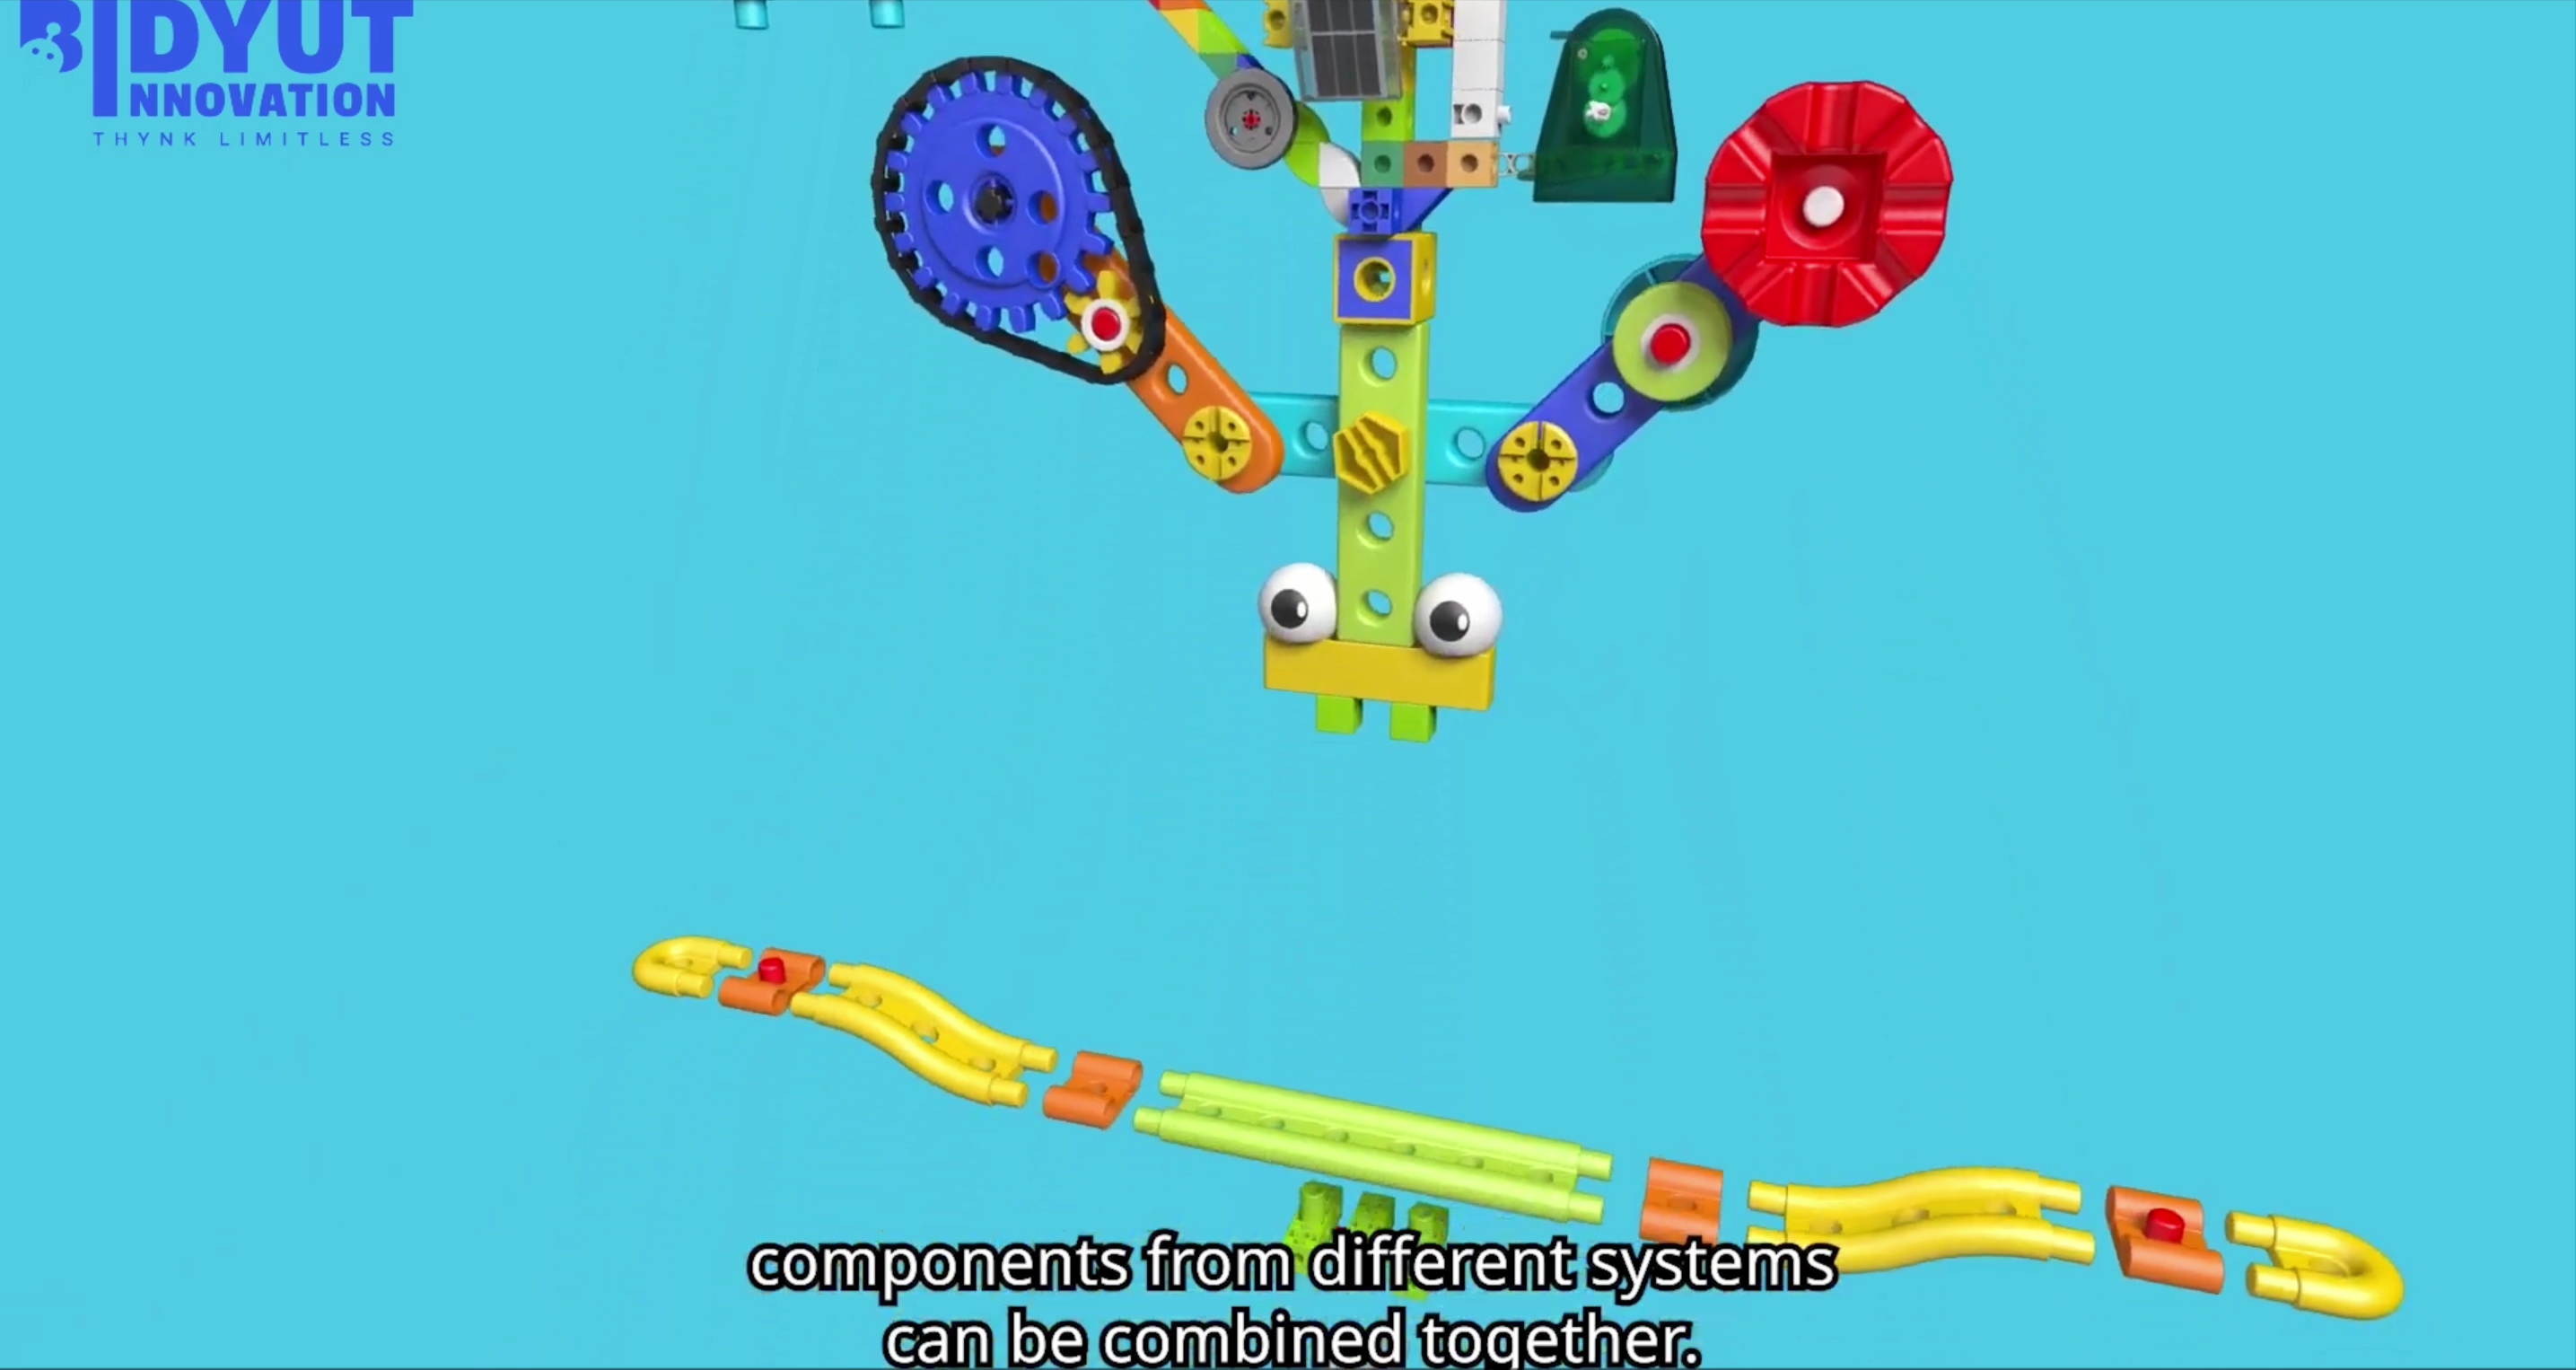 BIDYUT
INNOVATION
THYNK LIMITLESS
components from different systems
can be combined together.